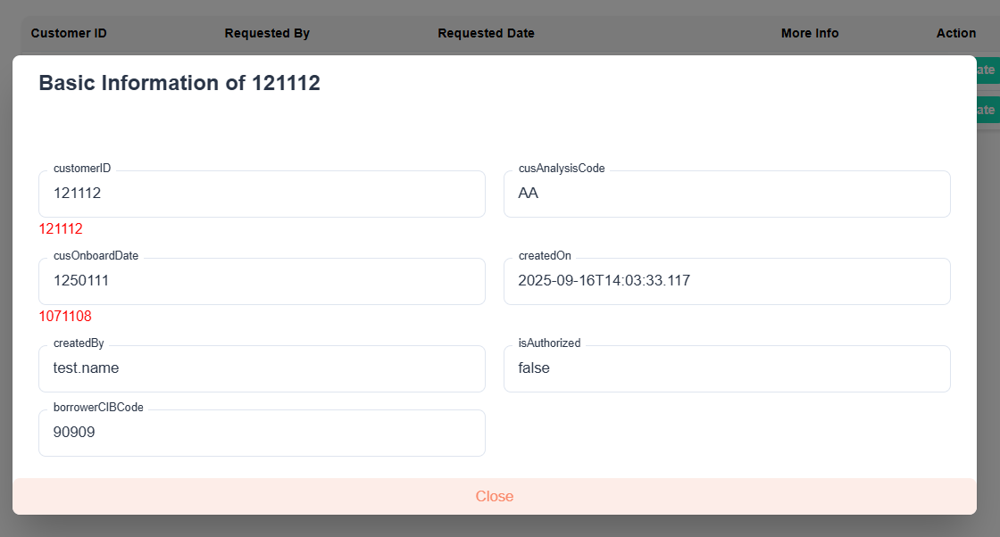 Customer ID Requested By Requested Date More Info Action
Basic Information of 121112
ate
ate
customerID cusAnalysisCode
121112 AA
121112
cusOnboardDate createdOn
1250111 2025-09-16T14:03:33.117
1071108
createdBy isAuthorized
test.name false
borrowerCIBCode
90909
Close